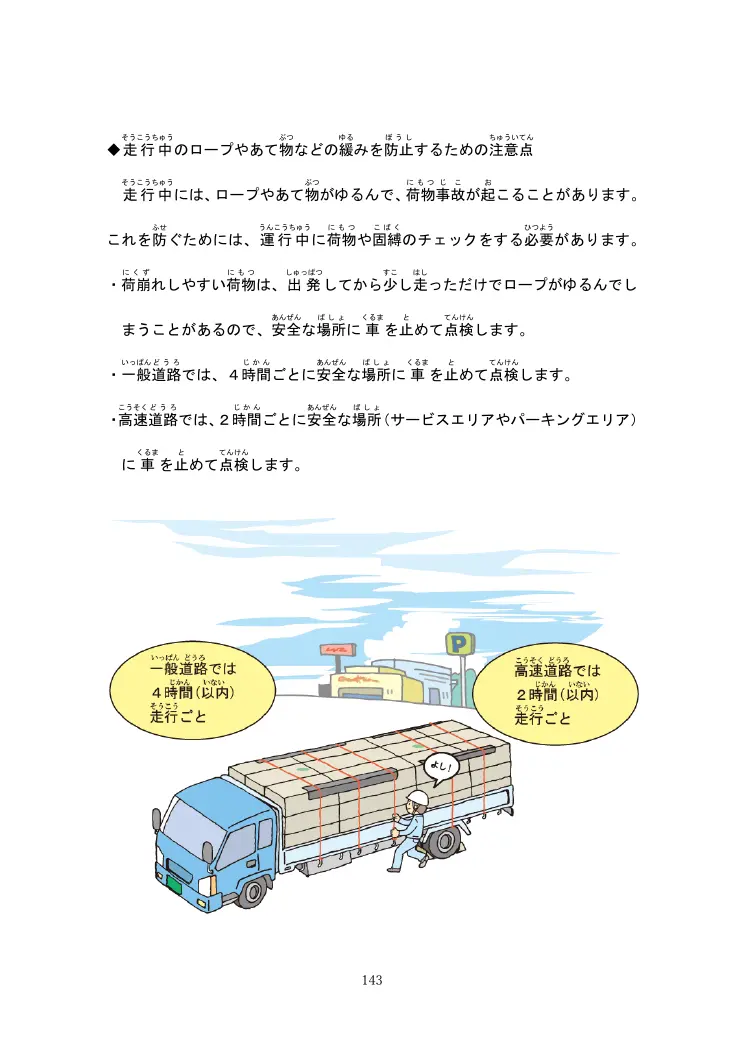 ◆走行中のロープやあて物などの緩みを防止するための注意点
走行中には、ロープやあて物がゆるんで、荷物事故が起こることがあります。
これを防ぐためには、運行中に荷物や固縛のチェックをする必要があります。
・荷崩れしやすい荷物は、出発してから少し走っただけでロープがゆるんでし
まうことがあるので、安全な場所に車を止めて点検します。
・一般道路では、４時間ごとに安全な場所に車を止めて点検します。
・高速道路では、２時間ごとに安全な場所（サービスエリアやパーキングエリア）
に車を止めて点検します。
一般道路では
４時間（以内）
走行ごと
高速道路では
２時間（以内）
走行ごと
P
よし！
143